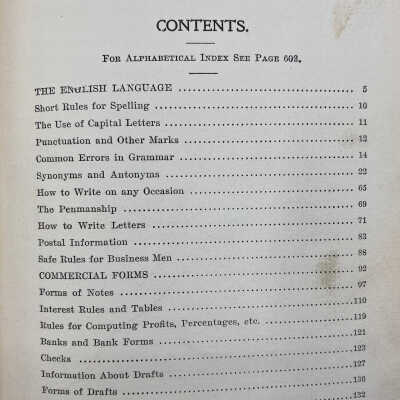 CONTENTS.
FOR ALPHABETICAL INDEX SEE PAGE 602.
THE ENGLISH LANGUAGE 5
Short Rules for Spelling 10
The Use of Capital Letters 11
Punctuation and Other Marks 12
Common Errors in Grammar 14
Synonyms and Antonyms 22
How to Write on any Occasion 65
The Penmanship 69
How to Write Letters 71
Postal Information 83
Safe Rules for Business Men 88
COMMERCIAL FORMS 92
Forms of Notes 97
Interest Rules and Tables 110
Rules for Computing Profits, Percentages, etc. 119
Banks and Bank Forms 121
Checks 123
Information About Drafts 127
Forms of Drafts 130
132